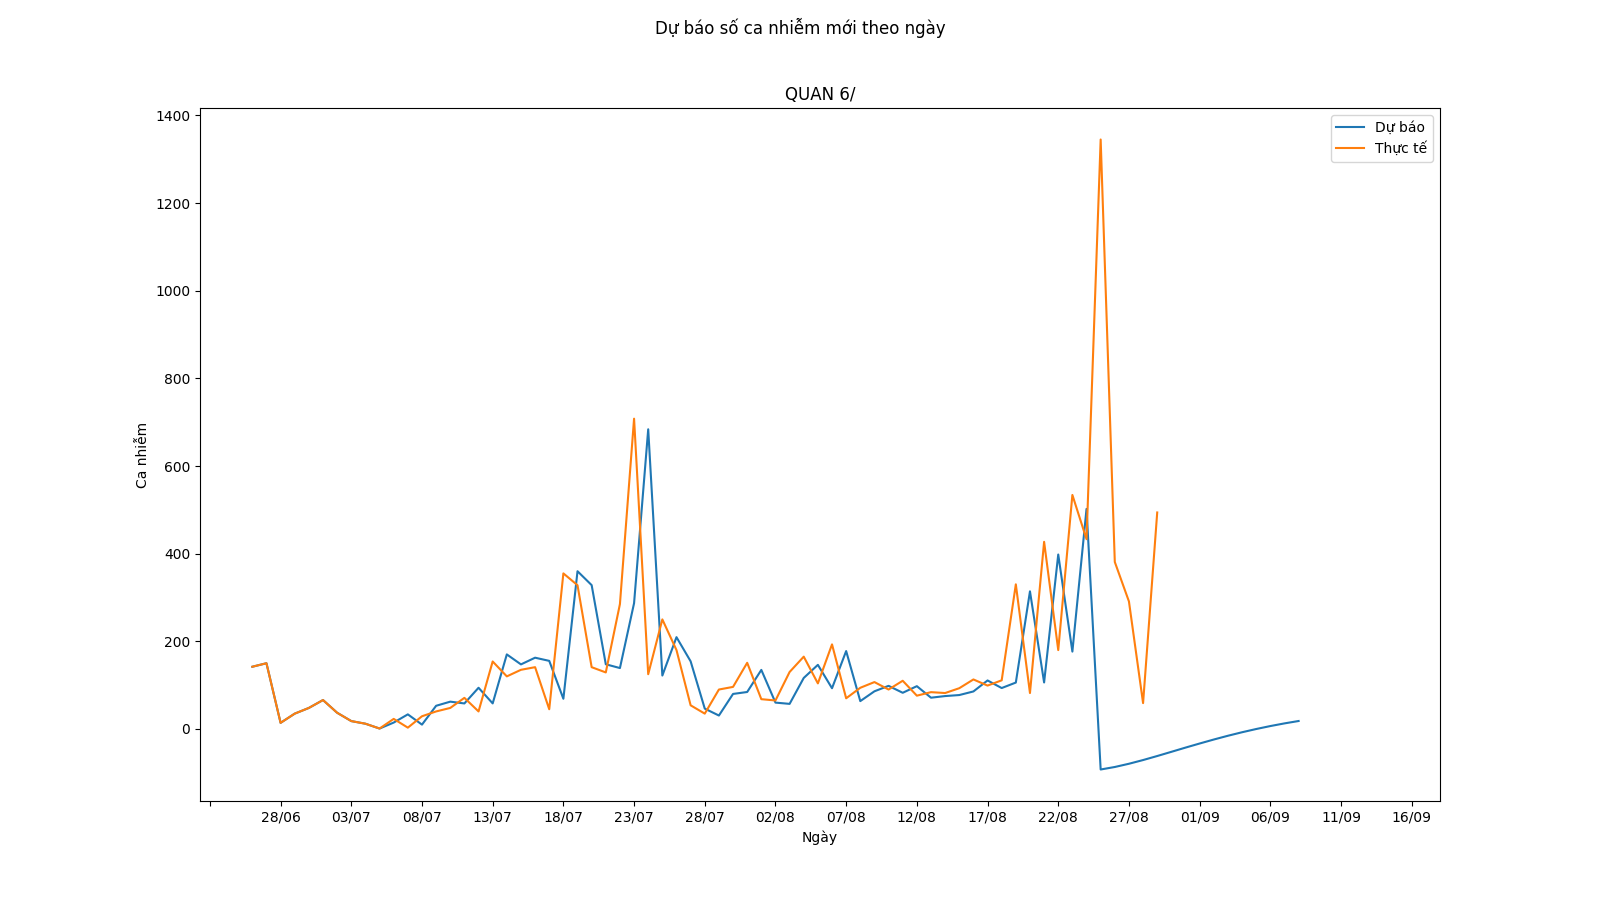 Dự báo số ca nhiễm mới theo ngày
QUAN 6/
Dự báo
Thực tế
1400
1200
1000
800
600
400
200
0
Ca nhiễm
28/06 03/07 08/07 13/07 18/07 23/07 28/07 02/08 07/08 12/08 17/08 22/08 27/08 01/09 06/09 11/09 16/09
Ngày